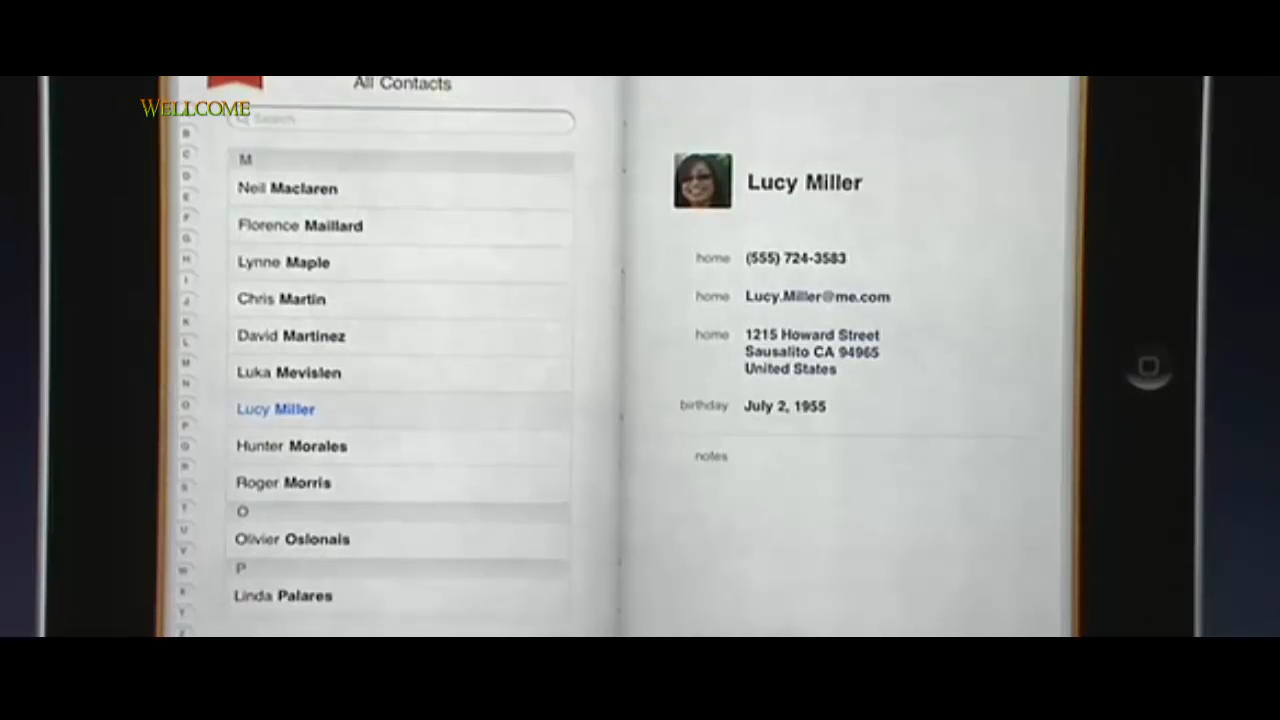 All Contacts
WELLCOME
Search
B
C
D
E
F
G
H
I
J
K
L
M
N
O
P
Q
R
S
T
U
V
W
X
Y
Z
M
Neil Maclaren
Florence Maillard
Lynne Maple
Chris Martin
David Martinez
Luka Mevislen
Lucy Miller
Hunter Morales
Roger Morris
O
Olivier Oslonais
P
Linda Palares
Lucy Miller
home (555) 724-3583
home Lucy.Miller@me.com
home 1215 Howard Street
Sausalito CA 94965
United States
birthday July 2, 1955
notes